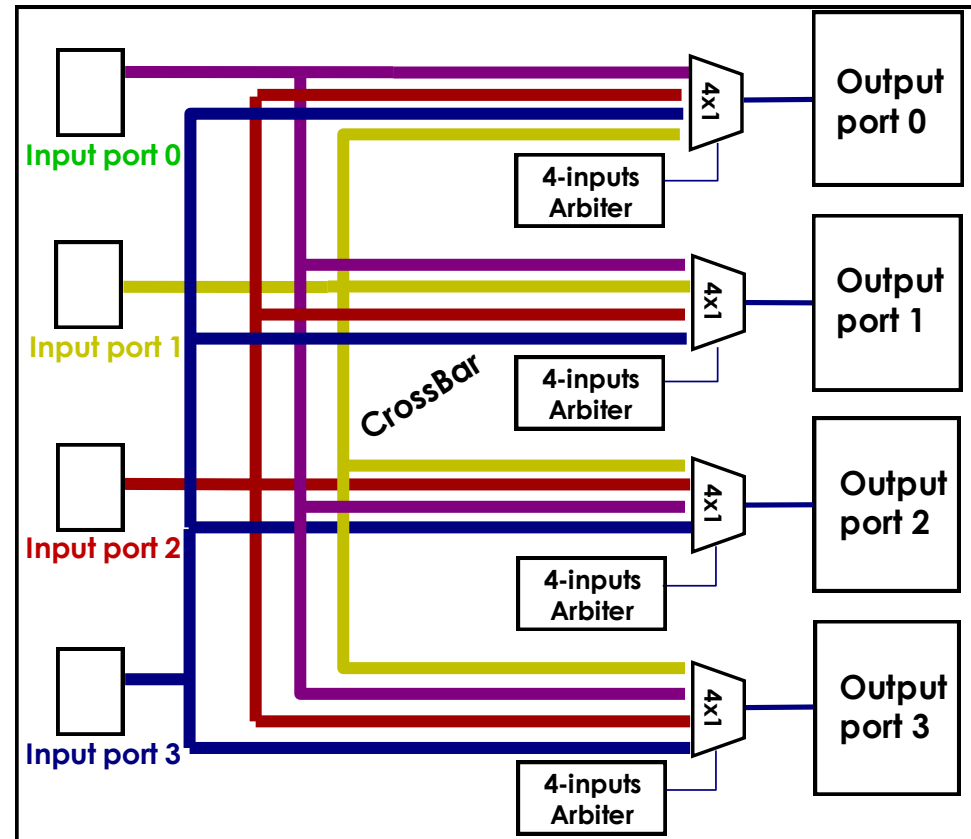 Input port 0
4x1
4-inputs
Arbiter
Output
port 0
Input port 1
4x1
4-inputs
Arbiter
Output
port 1
CrossBar
Input port 2
4x1
4-inputs
Arbiter
Output
port 2
Input port 3
4x1
4-inputs
Arbiter
Output
port 3